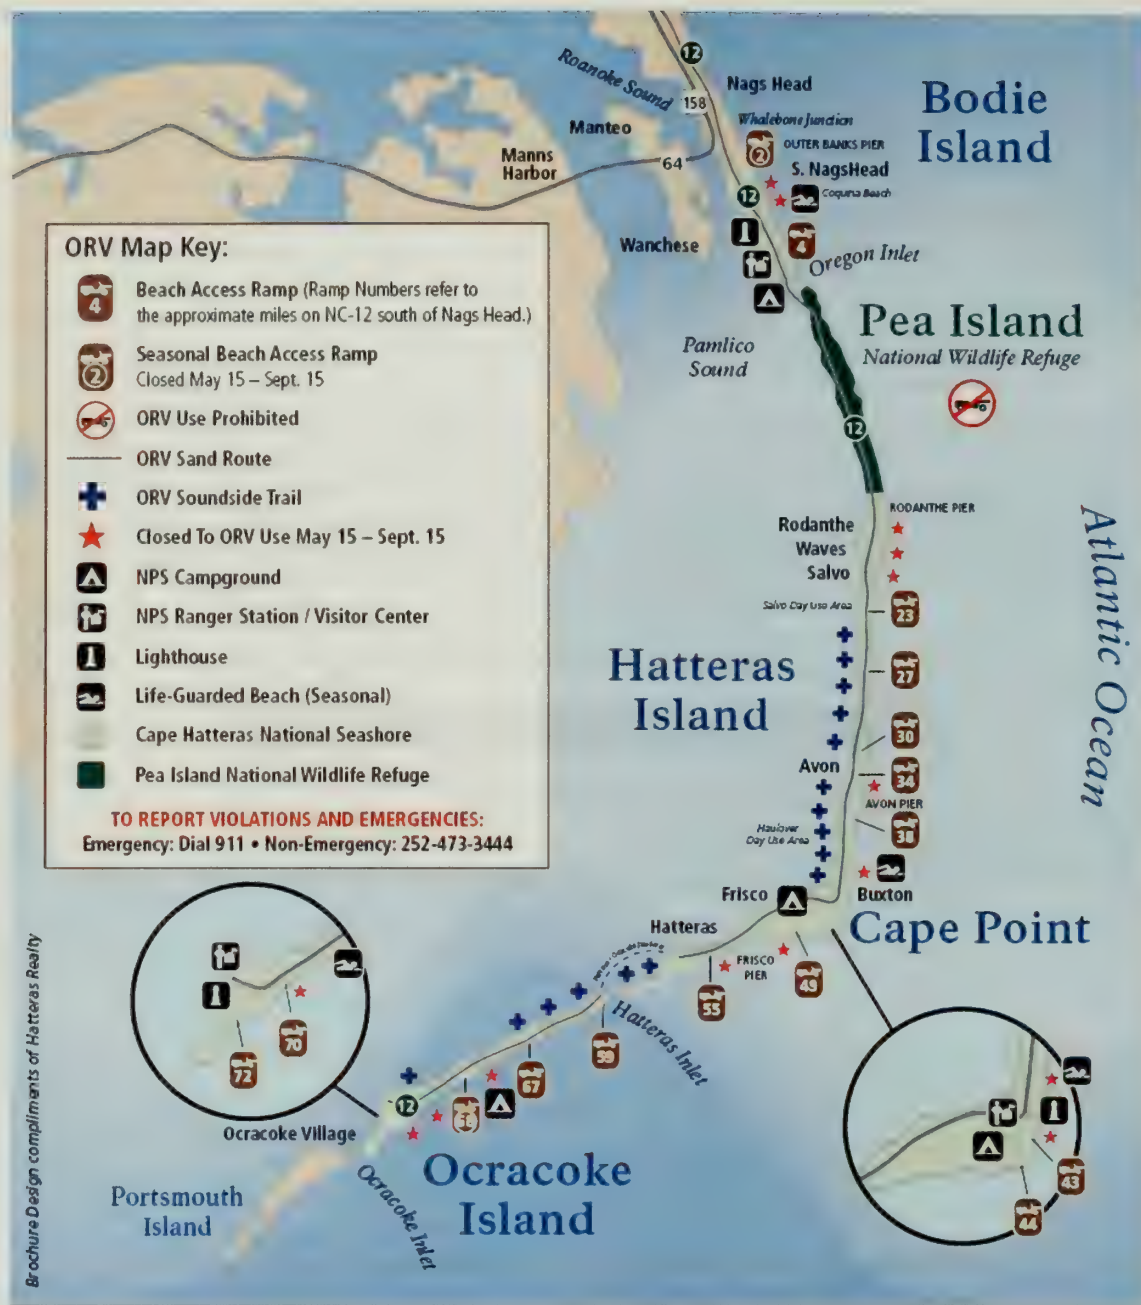 12
Roanoke Sound
Nags Head
158
Bodie
Island
Manteo
Whalebone Junction
2
OUTER BANKS PIER
Manns
Harbor
64
S. NagsHead
12
Coquina Beach
Wanchese
4
Oregon Inlet
Pea Island
National Wildlife Refuge
Pamlico
Sound
12
ORV Map Key:
4
Beach Access Ramp (Ramp Numbers refer to
the approximate miles on NC-12 south of Nags Head.)
2
Seasonal Beach Access Ramp
Closed May 15 – Sept. 15
ORV Use Prohibited
ORV Sand Route
ORV Soundside Trail
Closed To ORV Use May 15 – Sept. 15
NPS Campground
NPS Ranger Station / Visitor Center
Lighthouse
Life-Guarded Beach (Seasonal)
Cape Hatteras National Seashore
Pea Island National Wildlife Refuge
TO REPORT VIOLATIONS AND EMERGENCIES:
Emergency: Dial 911 • Non-Emergency: 252-473-3444
RODANTHE PIER
Rodanthe
Waves
Salvo
Atlantic Ocean
Salvo Day Use Area
23
Hatteras
Island
27
30
Avon
34
AVON PIER
Haulover
Day Use Area
38
Frisco
Buxton
Cape Point
Hatteras
FRISCO
PIER
49
55
Hatteras Inlet
59
67
70
72
12
Ocracoke Village
Ocracoke
Island
Ocracoke Inlet
Portsmouth
Island
43
44
Brochure Design compliments of Hatteras Realty